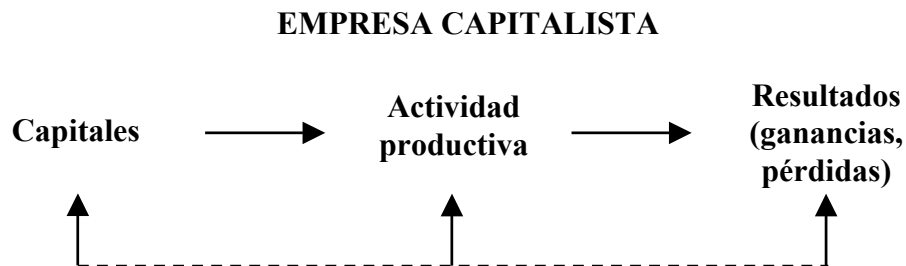 EMPRESA CAPITALISTA
Capitales
Actividad
productiva
Resultados
(ganancias,
pérdidas)